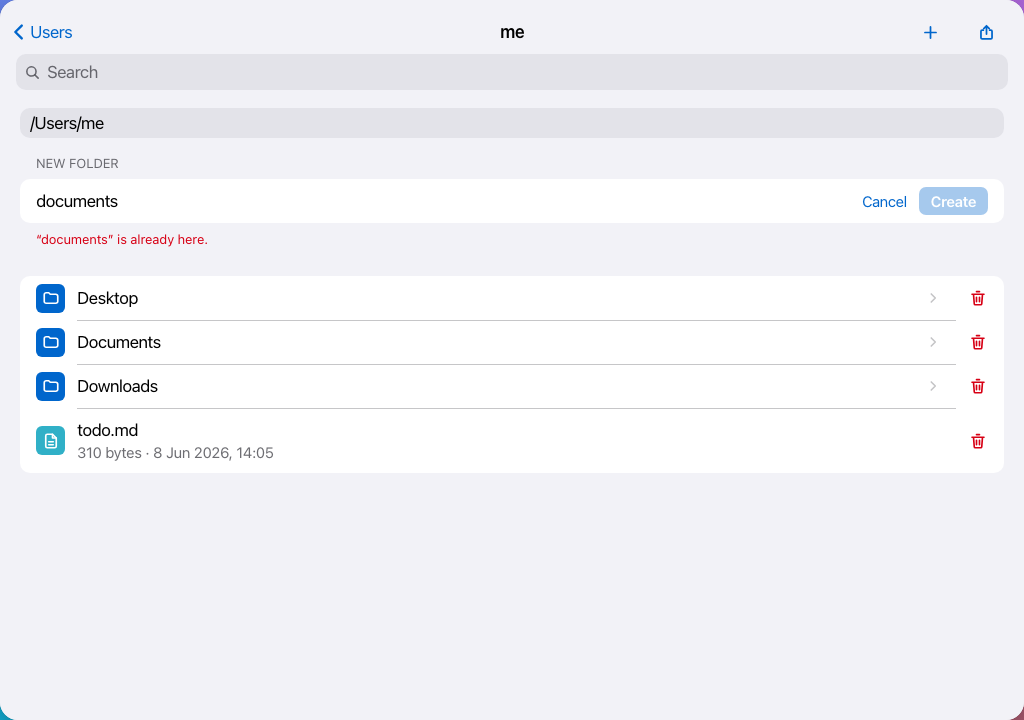 Users
me
Search
/Users/me
NEW FOLDER
documents
Cancel
Create
“documents” is already here.
Desktop
Documents
Downloads
todo.md
310 bytes · 8 Jun 2026, 14:05